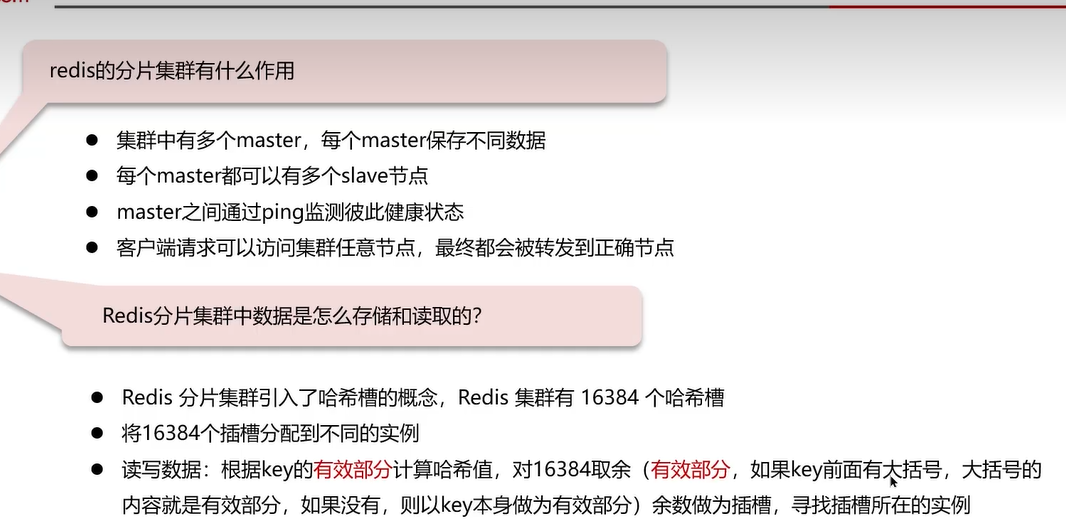 redis的分片集群有什么作用
● 集群中有多个master，每个master保存不同数据
● 每个master都可以有多个slave节点
● master之间通过ping监测彼此健康状态
● 客户端请求可以访问集群任意节点，最终都会被转发到正确节点
Redis分片集群中数据是怎么存储和读取的？
● Redis 分片集群引入了哈希槽的概念，Redis 集群有 16384 个哈希槽
● 将16384个插槽分配到不同的实例
● 读写数据：根据key的有效部分计算哈希值，对16384取余（有效部分，如果key前面有大括号，大括号的
内容就是有效部分，如果没有，则以key本身做为有效部分）余数做为插槽，寻找插槽所在的实例